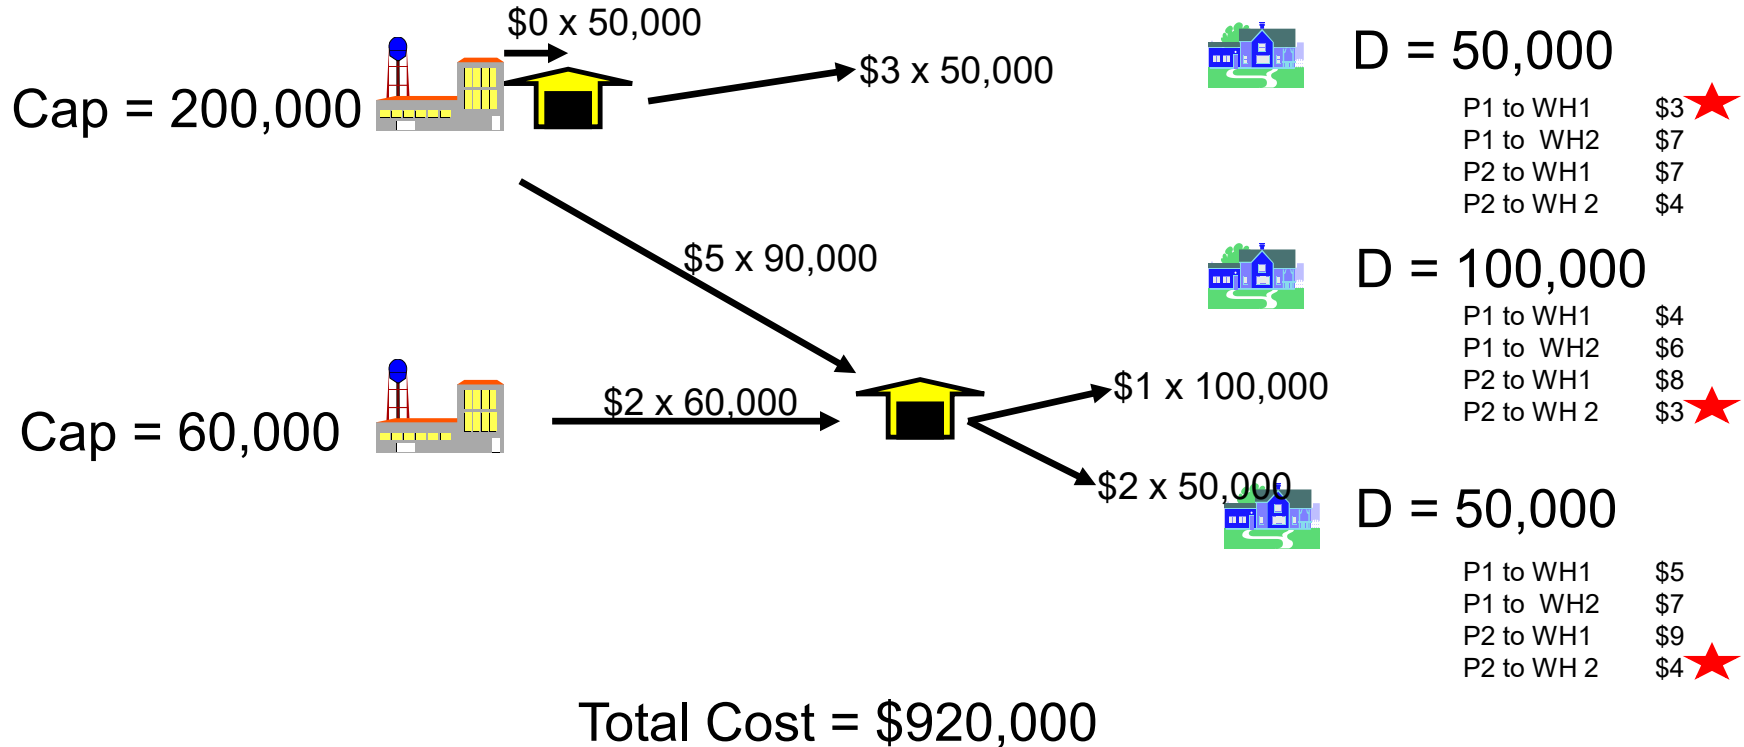 $0 x 50,000
D = 50,000
Cap = 200,000
$3 x 50,000
P1 to WH1 $3
P1 to WH2 $7
P2 to WH1 $7
P2 to WH 2 $4
$5 x 90,000
D = 100,000
P1 to WH1 $4
P1 to WH2 $6
P2 to WH1 $8
P2 to WH 2 $3
Cap = 60,000
$2 x 60,000
$1 x 100,000
$2 x 50,000
D = 50,000
P1 to WH1 $5
P1 to WH2 $7
P2 to WH1 $9
P2 to WH 2 $4
Total Cost = $920,000